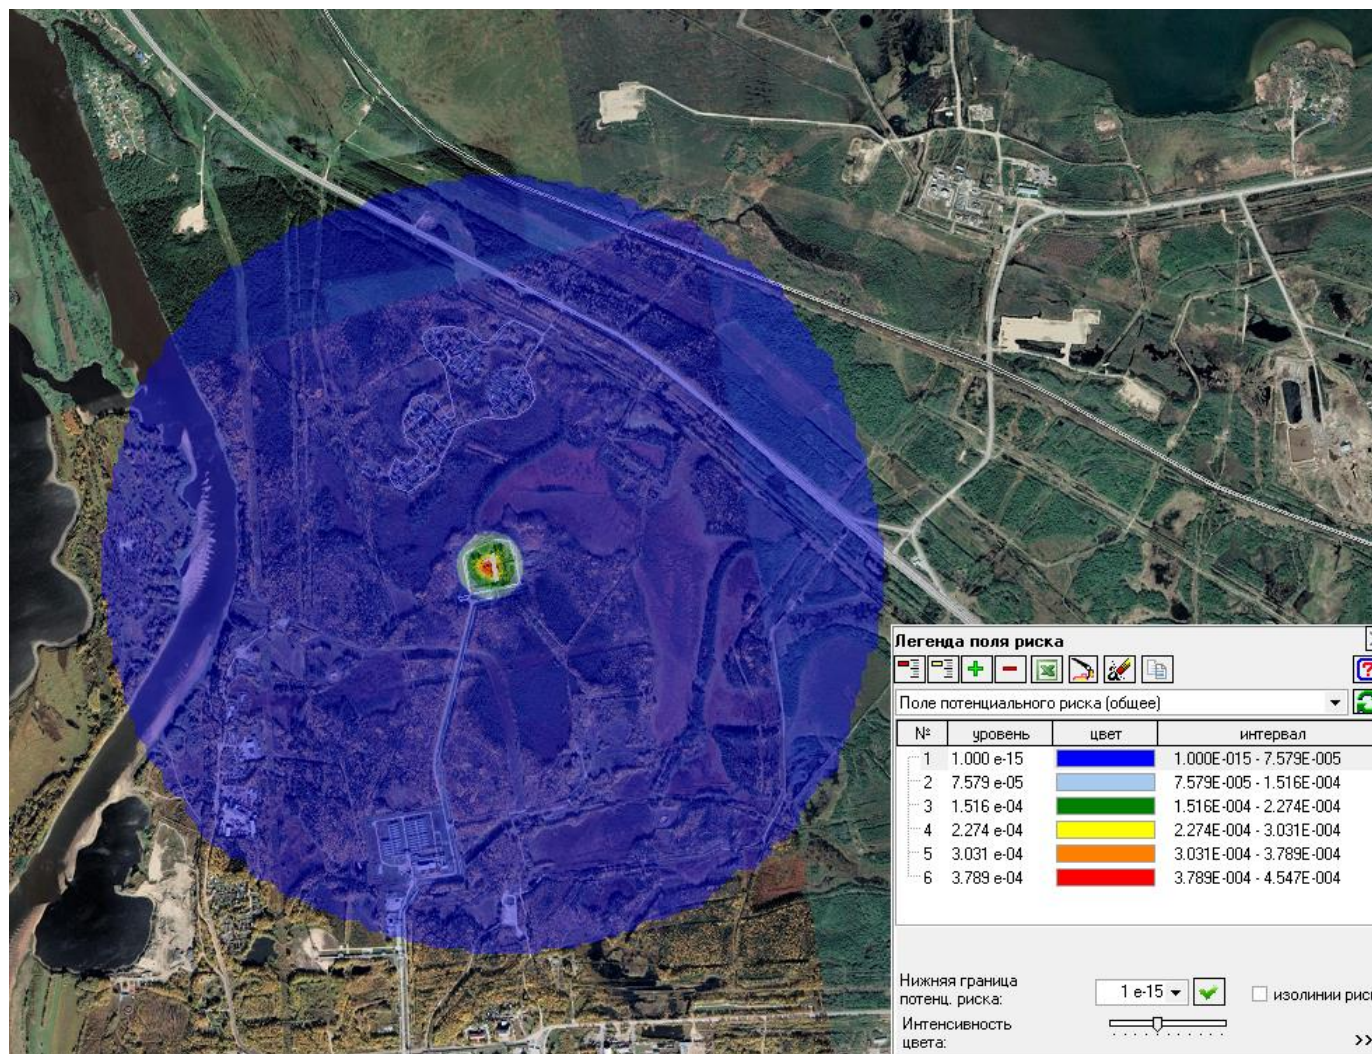 Легенда поля риска
Поле потенциального риска (общее)
№ уровень цвет интервал
1 1.000 e-15 1.000E-015 - 7.579E-005
2 7.579 e-05 7.579E-005 - 1.516E-004
3 1.516 e-04 1.516E-004 - 2.274E-004
4 2.274 e-04 2.274E-004 - 3.031E-004
5 3.031 e-04 3.031E-004 - 3.789E-004
6 3.789 e-04 3.789E-004 - 4.547E-004
Нижняя граница
потенц. риска: 1 e-15 изолинии риск
Интенсивность
цвета: >>